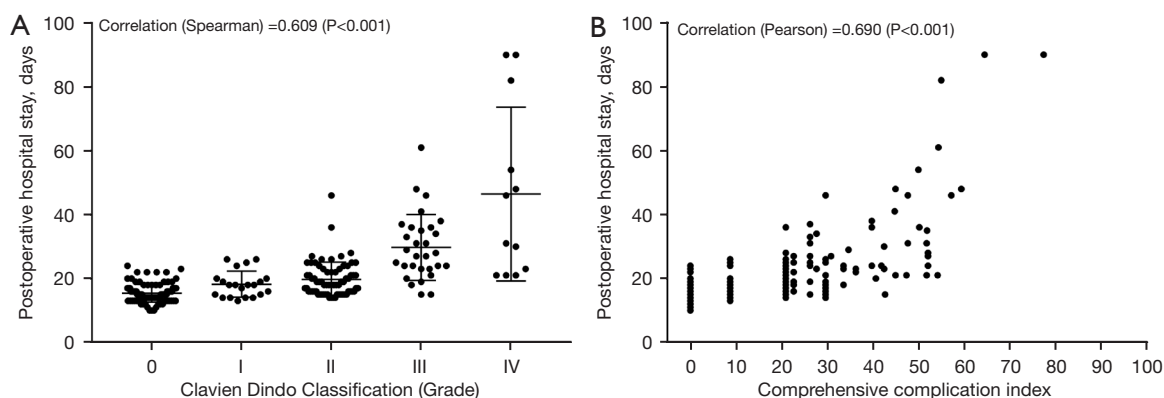 A
Correlation (Spearman) =0.609 (P<0.001)
Postoperative hospital stay, days
100
80
60
40
20
0
0 I II III IV
Clavien Dindo Classification (Grade)
B
Correlation (Pearson) =0.690 (P<0.001)
Postoperative hospital stay, days
100
80
60
40
20
0
0 10 20 30 40 50 60 70 80 90 100
Comprehensive complication index